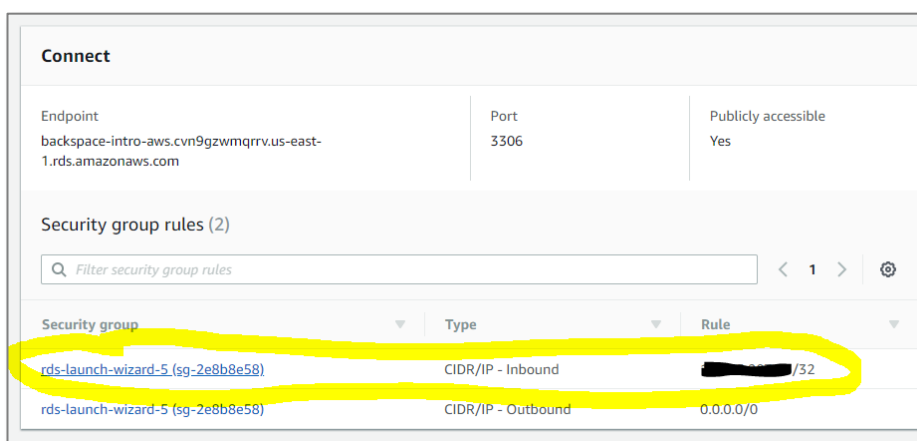 Connect
Endpoint
Port
Publicly accessible
backspace-intro-aws.cvn9gzwmqrrv.us-east-
3306
Yes
1.rds.amazonaws.com
Security group rules (2)
Filter security group rules
1
Security group
Type
Rule
rds-launch-wizard-5 (sg-2e8b8e58)
CIDR/IP - Inbound
/32
rds-launch-wizard-5 (sg-2e8b8e58)
CIDR/IP - Outbound
0.0.0.0/0